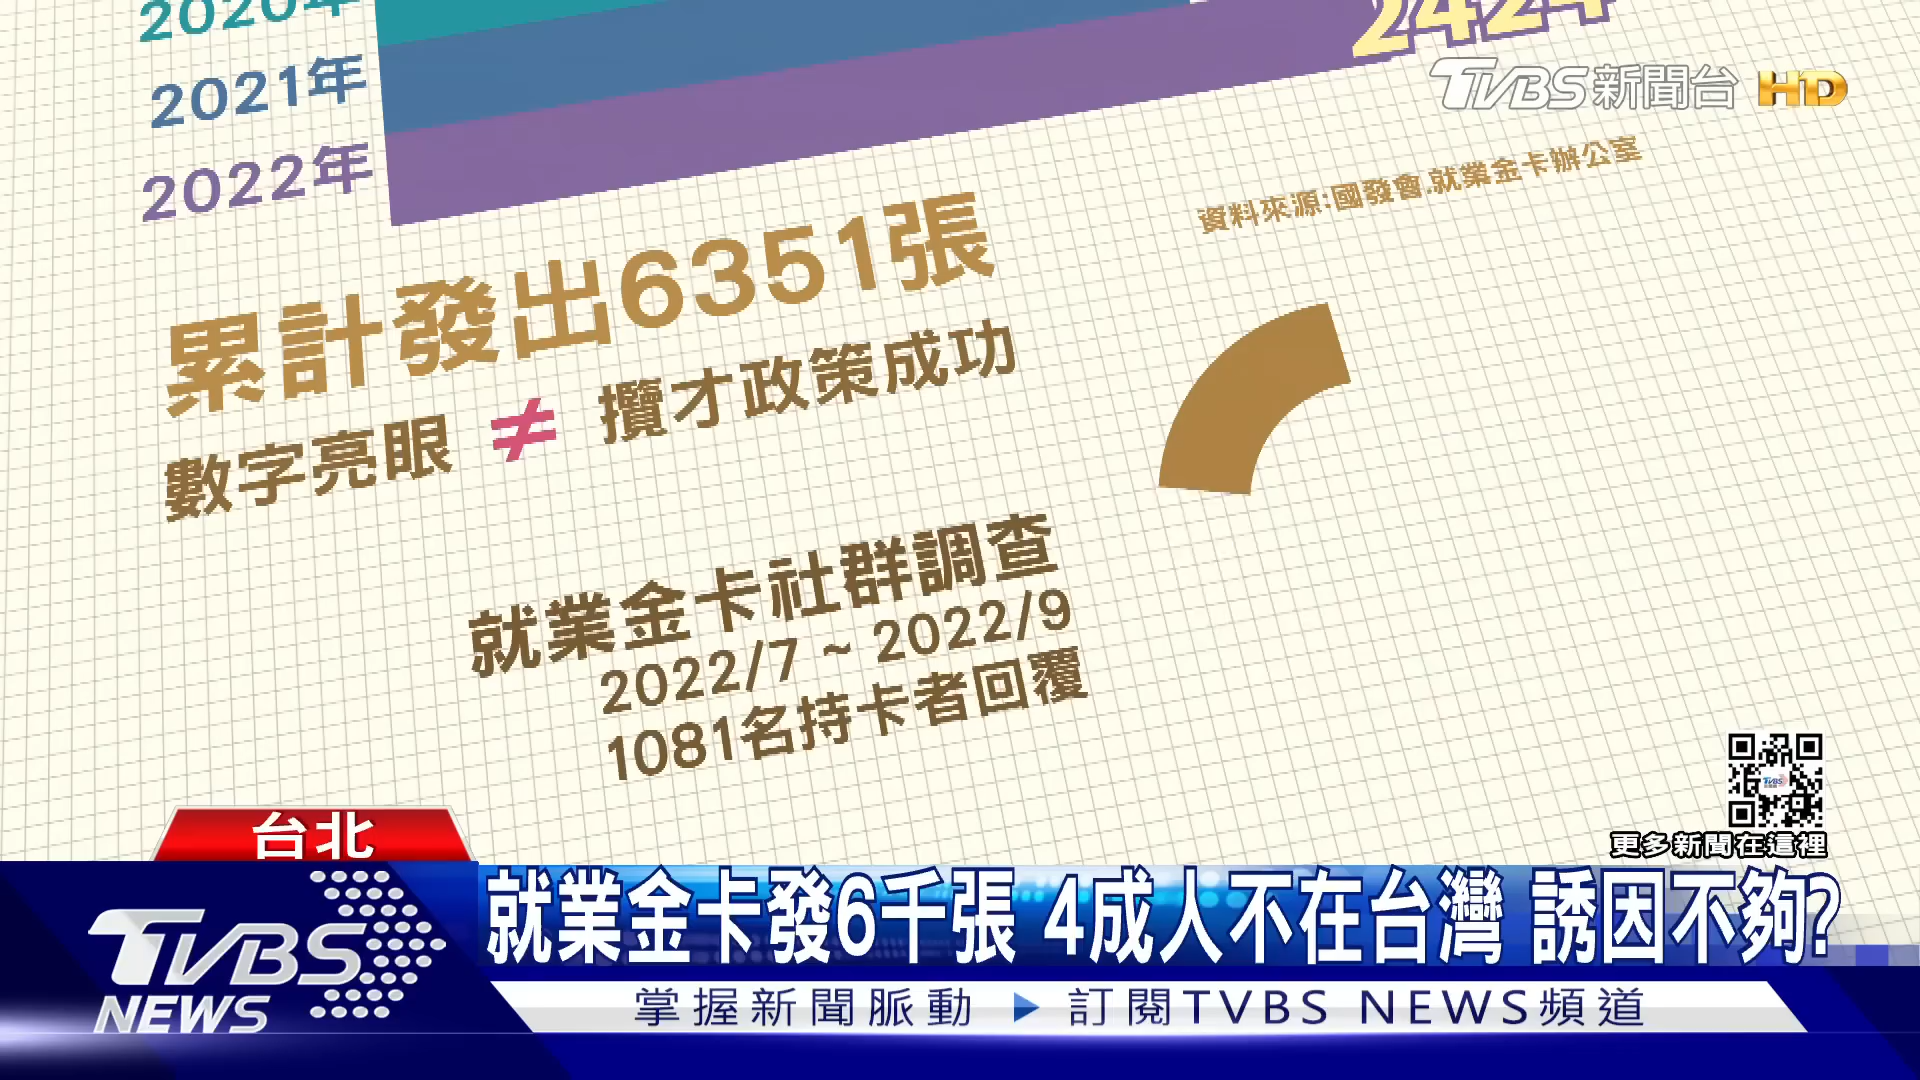 2020年
2021年
2022年
2424
TVBS新聞台 HD
資料來源:國發會.就業金卡辦公室
累計發出6351張
數字亮眼 ≠ 攬才政策成功
就業金卡社群調查
2022/7 ~ 2022/9
1081名持卡者回覆
TVBS
更多新聞在這裡
台北
就業金卡發6千張 4成人不在台灣 誘因不夠?
TVBS
NEWS
掌握新聞脈動 ▶ 訂閱TVBS NEWS頻道